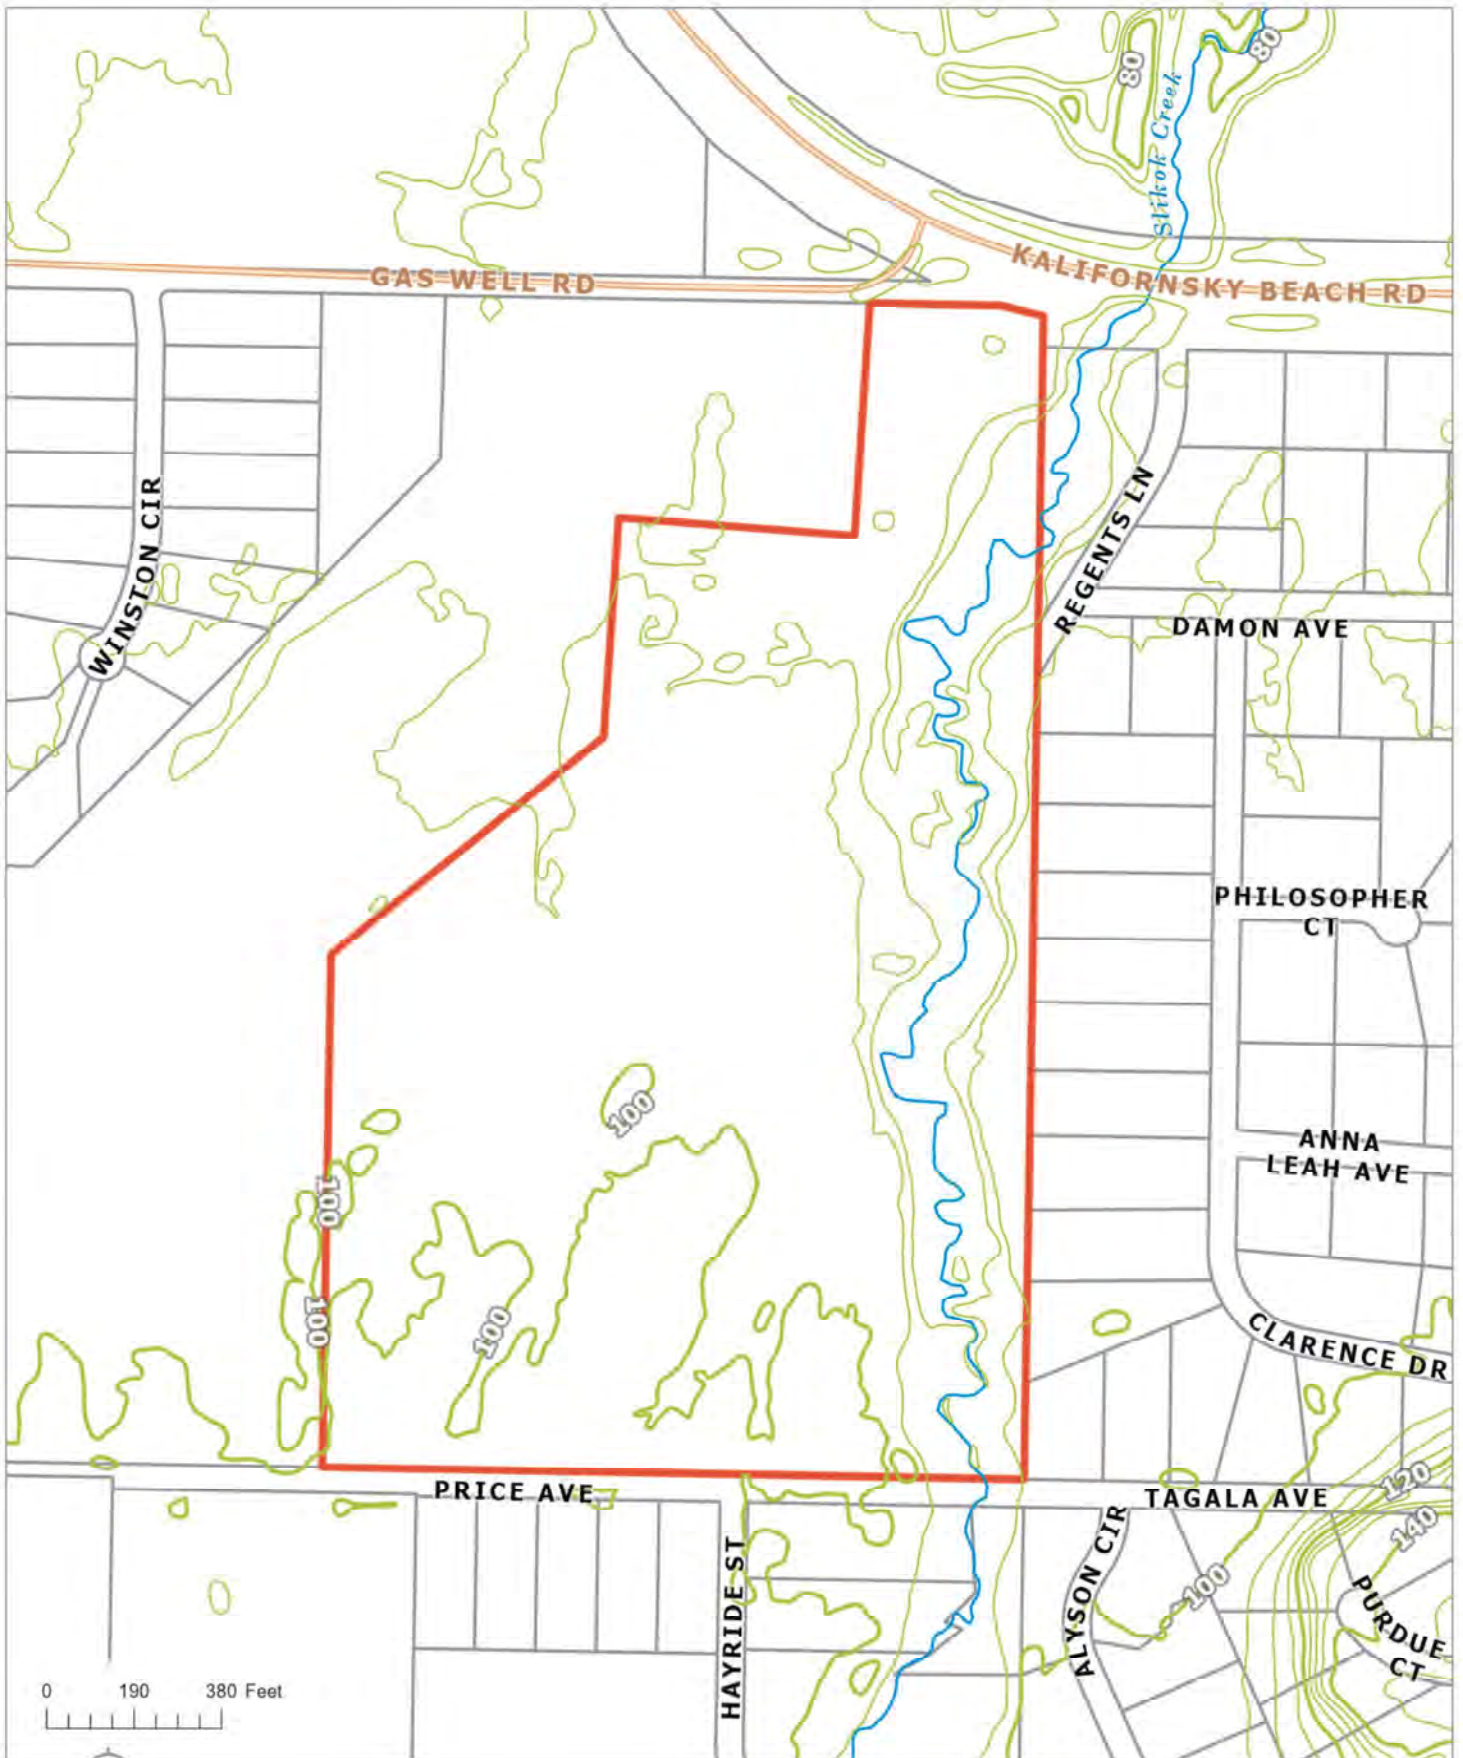 80
80
Slikok Creek
GAS WELL RD
KALIFORNSKY BEACH RD
WINSTON CIR
REGENTS LN
DAMON AVE
PHILOSOPHER
CT
100
ANNA
LEAH AVE
100
100
100
CLARENCE DR
PRICE AVE
TAGALA AVE
120
140
HAYRIDE ST
ALYSON CIR
100
PURDUE
CT
0 190 380 Feet